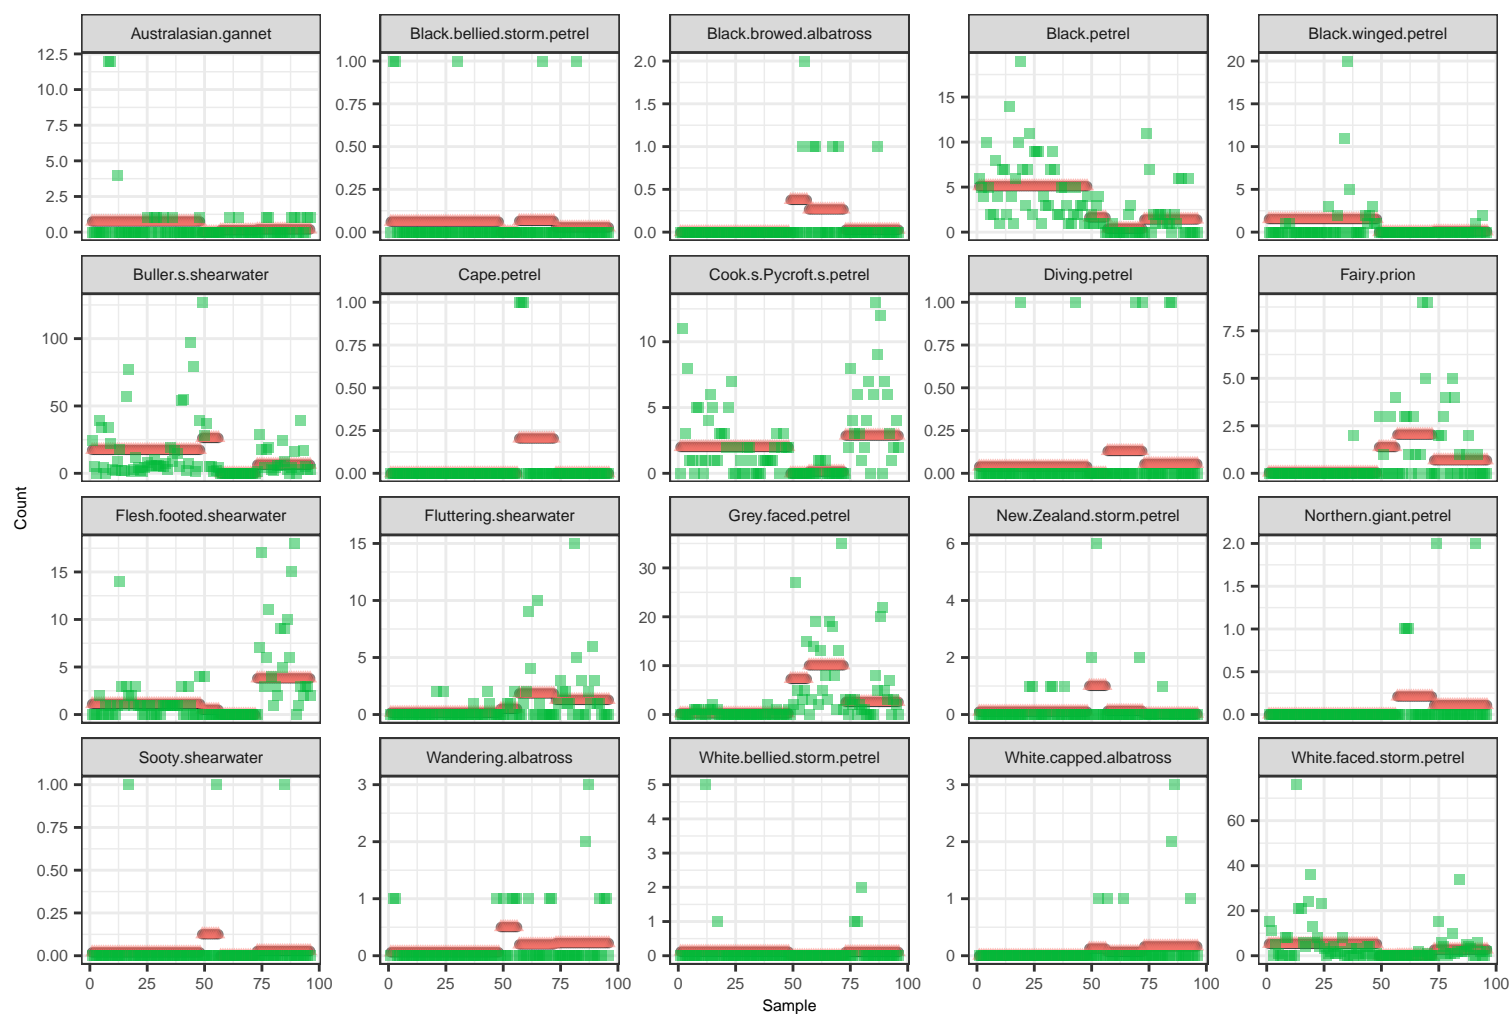 Australasian.gannet Black.bellied.storm.petrel Black.browed.albatross Black.petrel Black.winged.petrel
12.5 10.0 7.5 5.0 2.5 0.0
1.00 0.75 0.50 0.25 0.00
2.0 1.5 1.0 0.5 0.0
15 10 5 0
20 15 10 5 0
Buller.s.shearwater Cape.petrel Cook.s.Pycroft.s.petrel Diving.petrel Fairy.prion
100 50 0
1.00 0.75 0.50 0.25 0.00
10 5 0
1.00 0.75 0.50 0.25 0.00
7.5 5.0 2.5 0.0
Count
Flesh.footed.shearwater Fluttering.shearwater Grey.faced.petrel New.Zealand.storm.petrel Northern.giant.petrel
15 10 5 0
15 10 5 0
30 20 10 0
6 4 2 0
2.0 1.5 1.0 0.5 0.0
Sooty.shearwater Wandering.albatross White.bellied.storm.petrel White.capped.albatross White.faced.storm.petrel
1.00 0.75 0.50 0.25 0.00
3 2 1 0
5 4 3 2 1 0
3 2 1 0
60 40 20 0
0 25 50 75 100 0 25 50 75 100 0 25 50 75 100 0 25 50 75 100 0 25 50 75 100
Sample